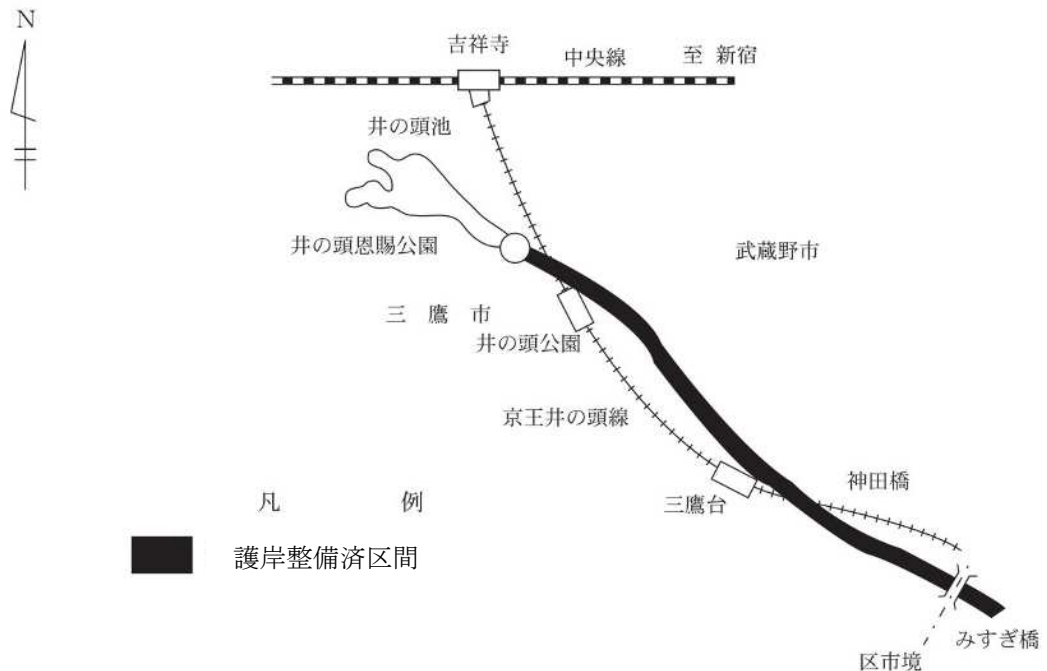 N
吉祥寺
中央線
至 新宿
井の頭池
井の頭恩賜公園
武蔵野市
三 鷹 市
井の頭公園
京王井の頭線
神田橋
三鷹台
凡 例
護岸整備済区間
みすぎ橋
区市境